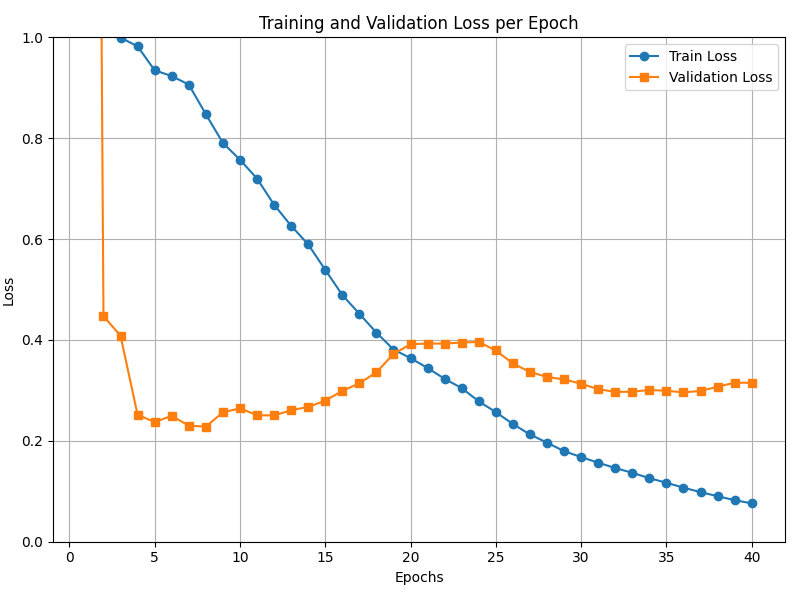 Training and Validation Loss per Epoch
Train Loss
Validation Loss
1.0
0.8
0.6
0.4
0.2
0.0
Loss
0 5 10 15 20 25 30 35 40
Epochs